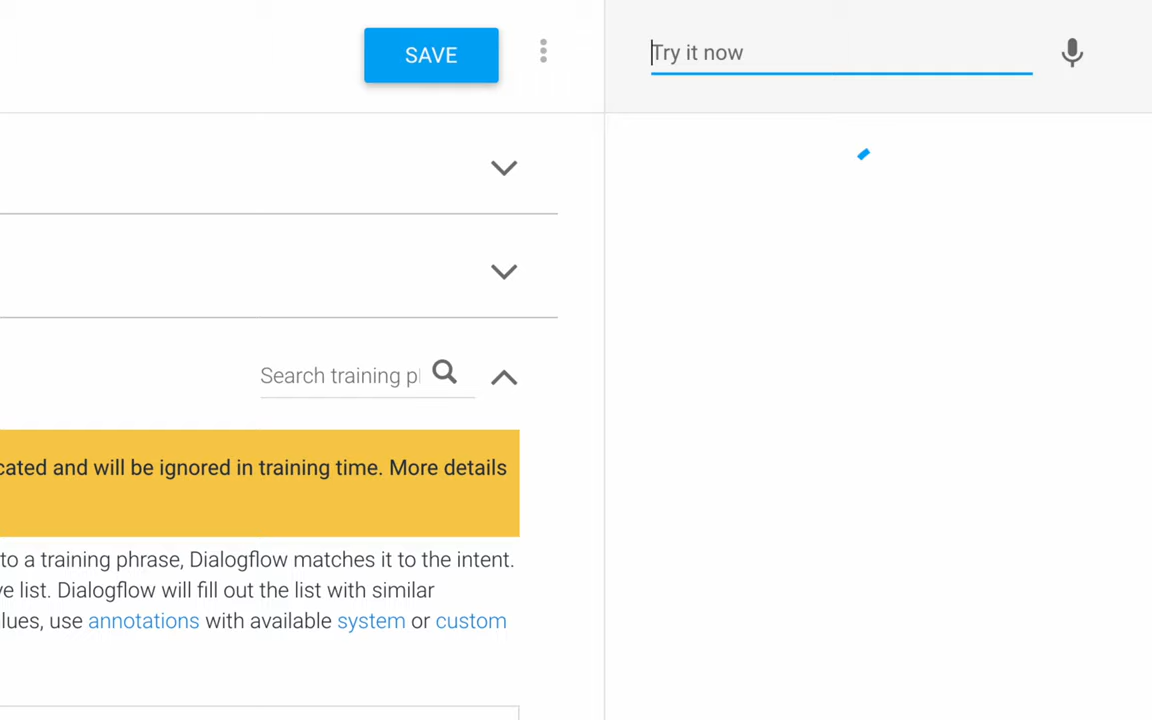 SAVE
Try it now
Search training p
cated and will be ignored in training time. More details
to a training phrase, Dialogflow matches it to the intent.
e list. Dialogflow will fill out the list with similar
lues, use annotations with available system or custom